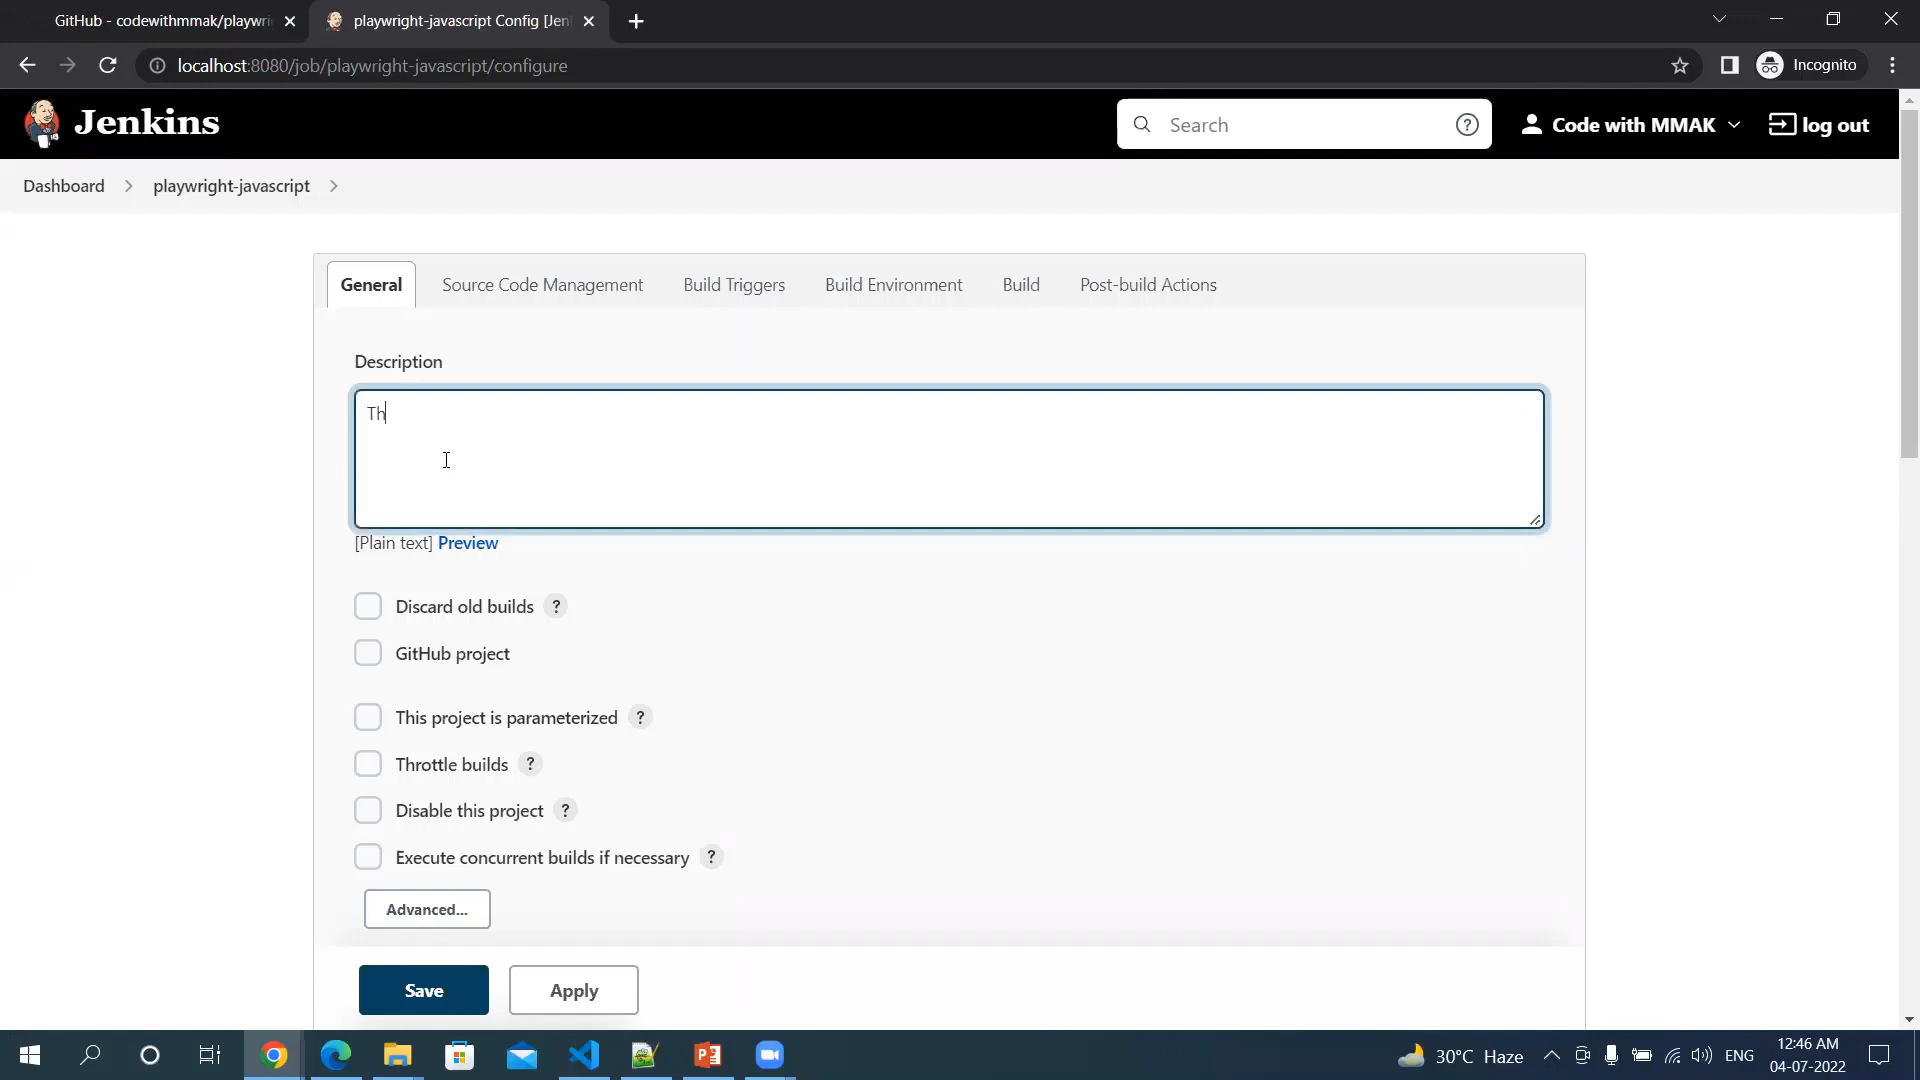 GitHub - codewithmmak/playwri
playwright-javascript Config [Jen
localhost:8080/job/playwright-javascript/configure
Incognito
Jenkins
Search
?
Code with MMAK
log out
Dashboard
playwright-javascript
General
Source Code Management
Build Triggers
Build Environment
Build
Post-build Actions
Description
Th
[Plain text] Preview
Discard old builds ?
GitHub project
This project is parameterized ?
Throttle builds ?
Disable this project ?
Execute concurrent builds if necessary ?
Advanced...
Save
Apply
30°C Haze
ENG
12:46 AM
04-07-2022